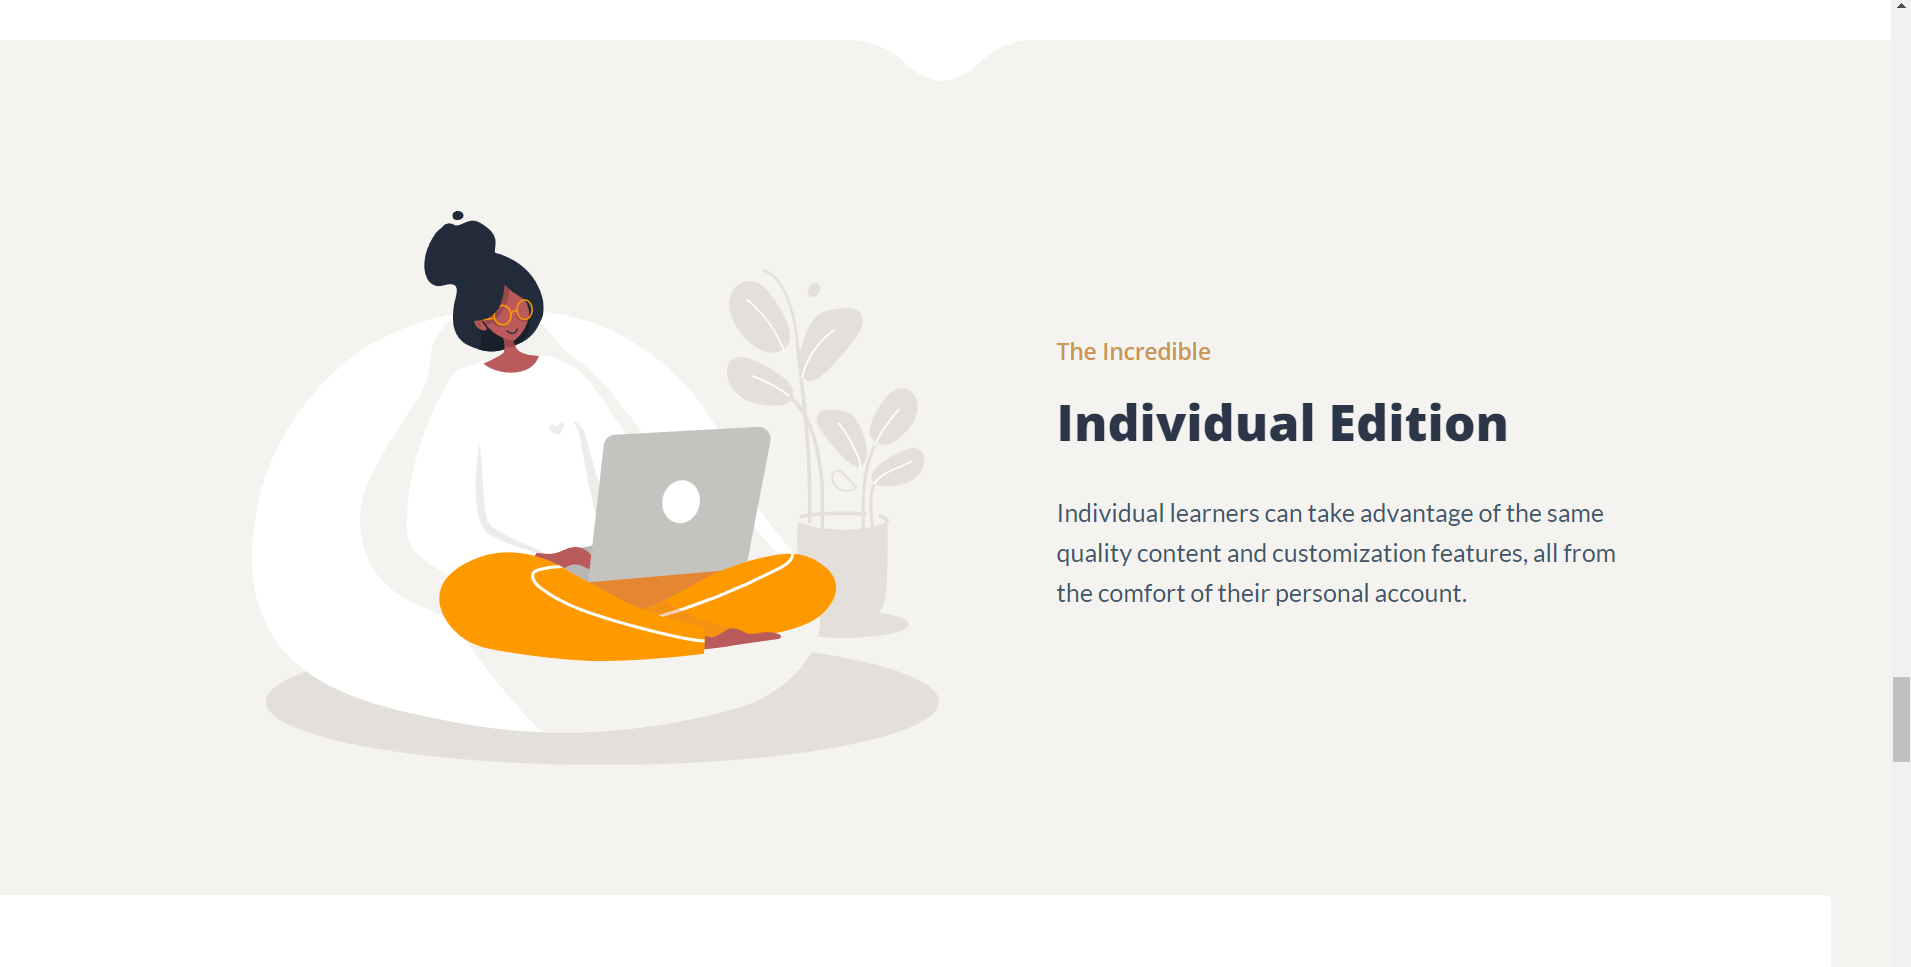 The Incredible
Individual Edition
Individual learners can take advantage of the same
quality content and customization features, all from
the comfort of their personal account.